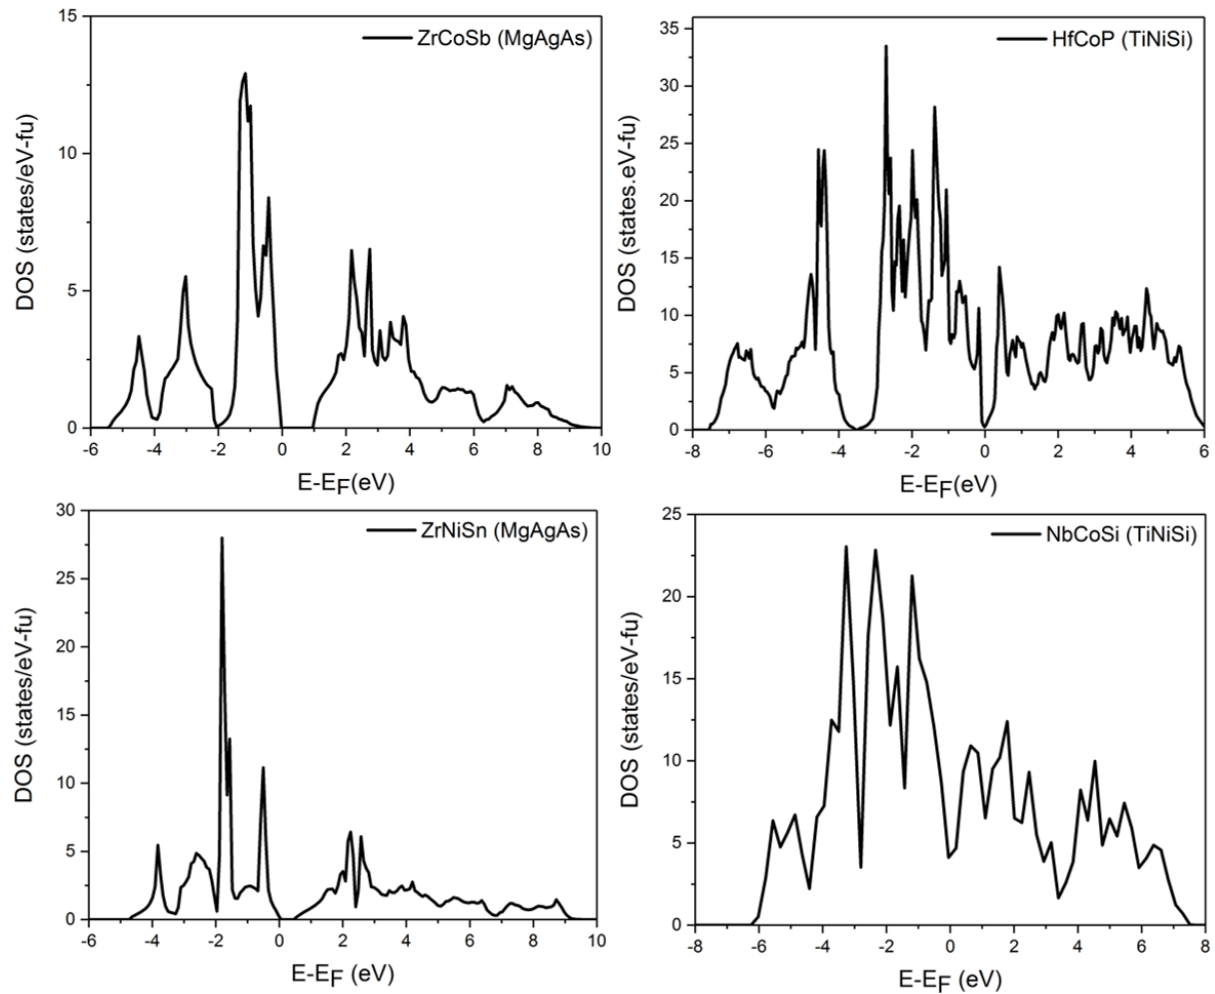 ZrCoSb (MgAgAs)
15
10
5
0
-6 -4 -2 0 2 4 6 8 10
DOS (states/eV-fu)
E-EF(eV)
HfCoP (TiNiSi)
35
30
25
20
15
10
5
0
-8 -6 -4 -2 0 2 4 6
DOS (states.eV-fu)
E-EF(eV)
ZrNiSn (MgAgAs)
30
25
20
15
10
5
0
-6 -4 -2 0 2 4 6 8 10
DOS (states/eV-fu)
E-EF (eV)
NbCoSi (TiNiSi)
25
20
15
10
5
0
-8 -6 -4 -2 0 2 4 6 8
DOS (states/eV-fu)
E-EF (eV)